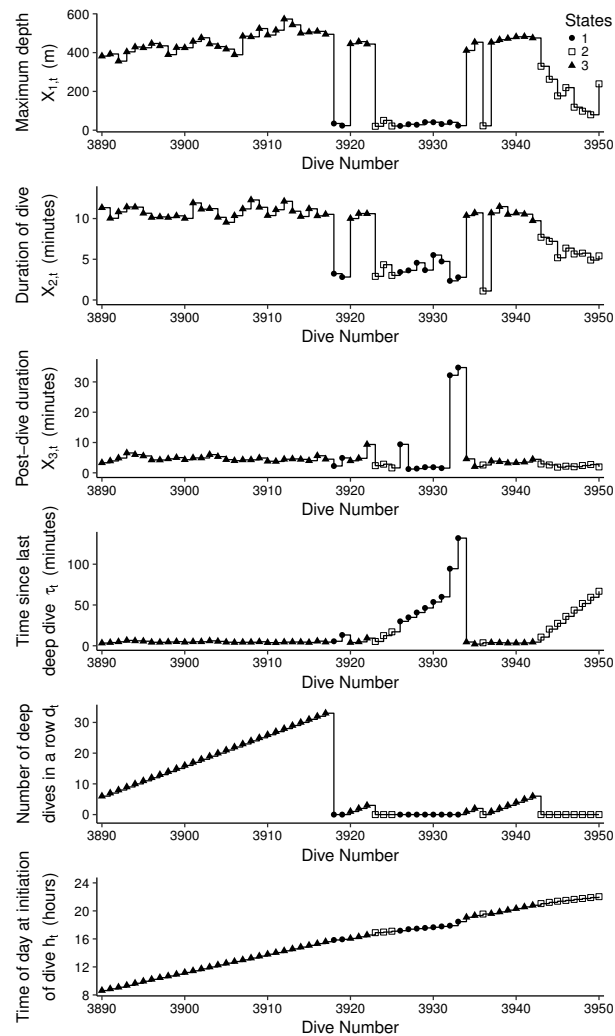 States
1
2
3
Maximum depth
X1,t (m)
600
400
200
0
3890 3900 3910 3920 3930 3940 3950
Dive Number
Duration of dive
X2,t (minutes)
10
5
0
3890 3900 3910 3920 3930 3940 3950
Dive Number
Post−dive duration
X3,t (minutes)
30
20
10
0
3890 3900 3910 3920 3930 3940 3950
Dive Number
Time since last
deep dive τt (minutes)
100
50
0
3890 3900 3910 3920 3930 3940 3950
Dive Number
Number of deep
dives in a row dt
30
20
10
0
3890 3900 3910 3920 3930 3940 3950
Dive Number
Time of day at initiation
of dive ht (hours)
24
20
16
12
8
3890 3900 3910 3920 3930 3940 3950
Dive Number